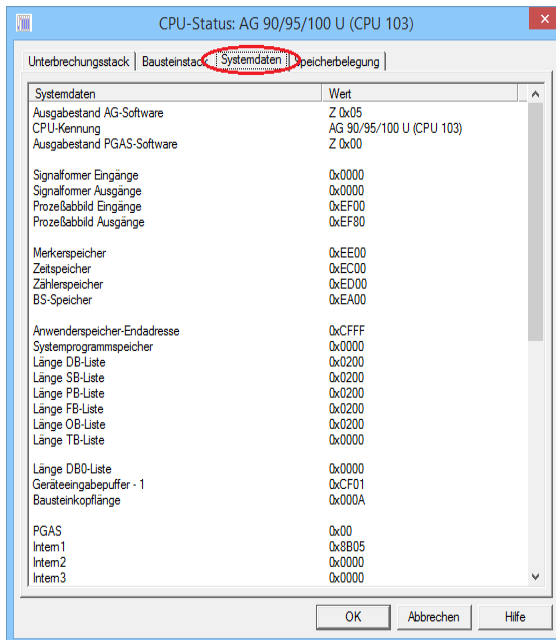 CPU-Status: AG 90/95/100 U (CPU 103)
Unterbrechungsstack Bausteinstack Systemdaten Speicherbelegung
Systemdaten Wert
Ausgabestand AG-Software Z 0x05
CPU-Kennung AG 90/95/100 U (CPU 103)
Ausgabestand PGAS-Software Z 0x00
Signalformer Eingänge 0x0000
Signalformer Ausgänge 0x0000
Prozeßabbild Eingänge 0xEF00
Prozeßabbild Ausgänge 0xEF80
Merkerspeicher 0xEE00
Zeitspeicher 0xEC00
Zählerspeicher 0xED00
BS-Speicher 0xEA00
Anwenderspeicher-Endadresse 0xCFFF
Systemprogrammspeicher 0x0000
Länge DB-Liste 0x0200
Länge SB-Liste 0x0200
Länge PB-Liste 0x0200
Länge FB-Liste 0x0200
Länge OB-Liste 0x0200
Länge TB-Liste 0x0000
Länge DB0-Liste 0x0000
Geräteeingabepuffer - 1 0xCF01
Bausteinkopflänge 0x000A
PGAS 0x00
Intern1 0x8B05
Intern2 0x0000
Intern3 0x0000
OK Abbrechen Hilfe